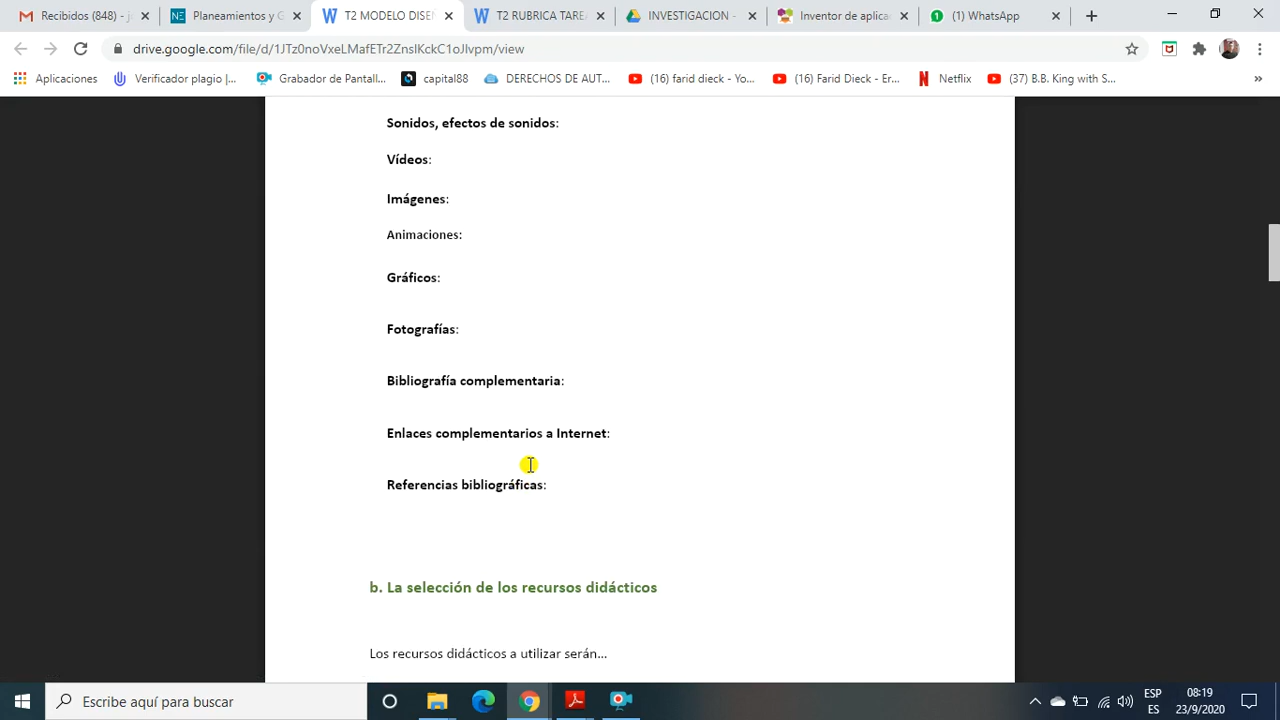 Recibidos (848) - j
Planeamientos y G
T2 MODELO DISEÑ
T2 RUBRICA TAREA
INVESTIGACION -
Inventor de aplica
(1) WhatsApp
drive.google.com/file/d/1JTz0noVxeLMafETr2ZnslKckC1oJlvpm/view
Aplicaciones
Verificador plagio |...
Grabador de Pantall...
capital88
DERECHOS DE AUT...
(16) farid dieck - Yo...
(16) Farid Dieck - Er...
Netflix
(37) B.B. King with S...
»
Sonidos, efectos de sonidos:
Vídeos:
Imágenes:
Animaciones:
Gráficos:
Fotografías:
Bibliografía complementaria:
Enlaces complementarios a Internet:
Referencias bibliográficas:
b. La selección de los recursos didácticos
Los recursos didácticos a utilizar serán...
Escribe aquí para buscar
ESP
08:19
ES
23/9/2020